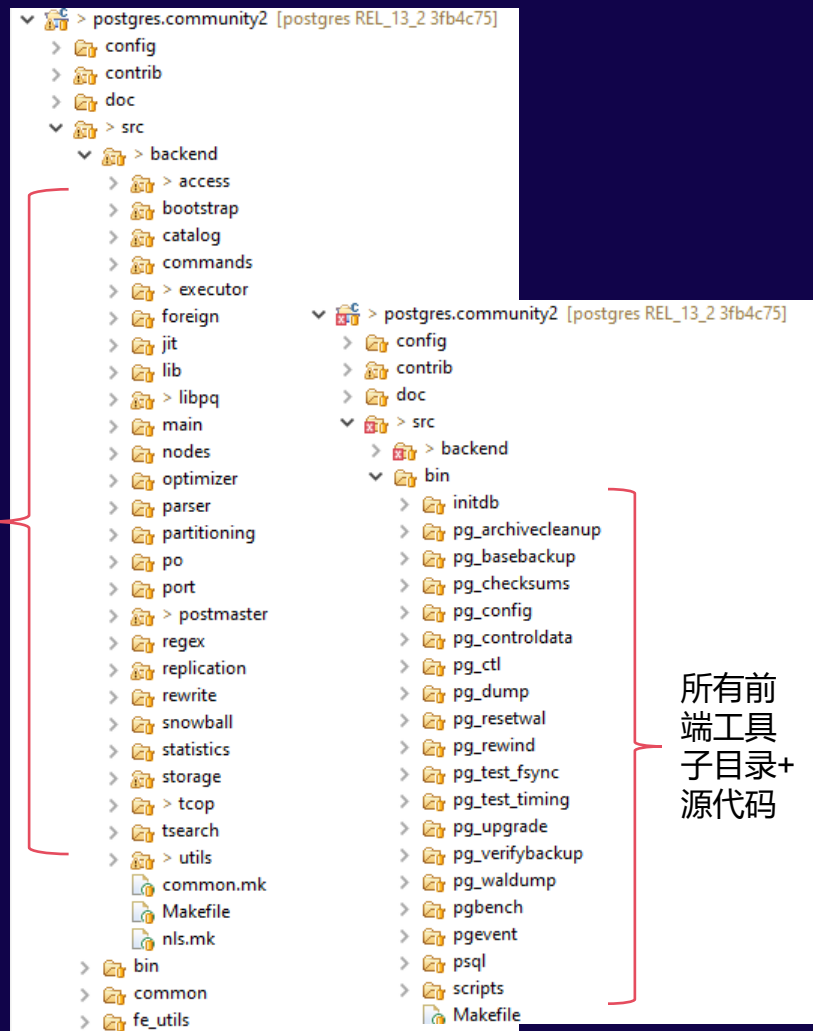 > postgres.community2 [postgres REL_13_2 3fb4c75]
> config
> contrib
> doc
> src
> backend
> > access
> bootstrap
> catalog
> commands
> > executor
> foreign
> jit
> lib
> > libpq
> main
> nodes
> optimizer
> parser
> partitioning
> po
> port
> > postmaster
> regex
> replication
> rewrite
> snowball
> statistics
> storage
> > tcop
> tsearch
> > utils
common.mk
Makefile
nls.mk
> bin
> common
> fe_utils
> postgres.community2 [postgres REL_13_2 3fb4c75]
> config
> contrib
> doc
> src
> > backend
bin
> initdb
> pg_archivecleanup
> pg_basebackup
> pg_checksums
> pg_config
> pg_controldata
> pg_ctl
> pg_dump
> pg_resetwal
> pg_rewind
> pg_test_fsync
> pg_test_timing
> pg_upgrade
> pg_verifybackup
> pg_waldump
> pgbench
> pgevent
> psql
> scripts
Makefile
所有前
端工具
子目录+
源代码